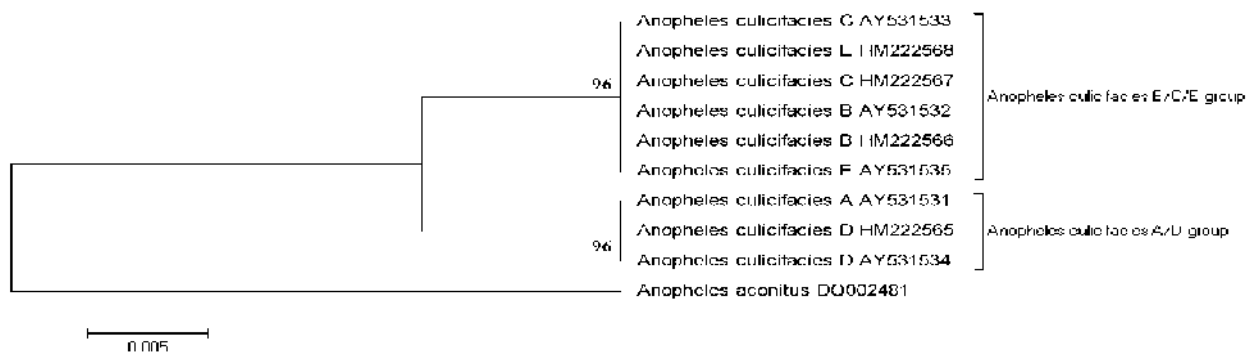 Anopheles culicifacies C AY531533
Anopheles culicifacies E HM222568
Anopheles culicifacies C HM222567
Anopheles culicifacies B AY531532
Anopheles culicifacies B HM222566
Anopheles culicifacies E AY531535
Anopheles culicifacies A AY531531
Anopheles culicifacies D HM222565
Anopheles culicifacies D AY531534
Anopheles aconitus DQ002481
96
96
Anopheles culicifacies B/C/E group
Anopheles culicifacies A/D group
0.005